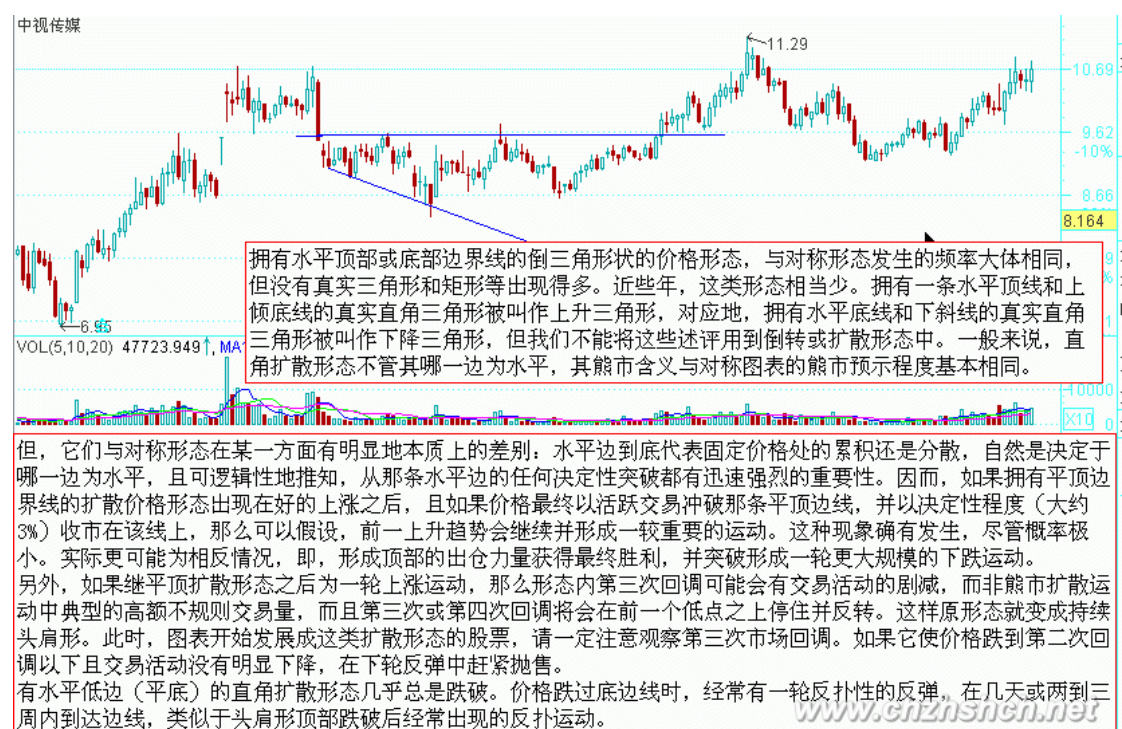 中视传媒
11.29
10.69
9.62
-10%
8.66
8.164
6.95
VOL(5,10,20) 47723.949↑, MA1
10000
X10
0
拥有水平顶部或底部边界线的倒三角形状的价格形态，与对称形态发生的频率大体相同，
但没有真实三角形和矩形等出现得多。近些年，这类形态相当少。拥有一条水平顶线和上
倾底线的真实直角三角形被叫作上升三角形，对应地，拥有水平底线和下斜线的真实直角
三角形被叫作下降三角形，但我们不能将这些述评用到倒转或扩散形态中。一般来说，直
角扩散形态不管其哪一边为水平，其熊市含义与对称图表的熊市预示程度基本相同。
但，它们与对称形态在某一方面有明显地本质上的差别：水平边到底代表固定价格处的累积还是分散，自然是决定于
哪一边为水平，且可逻辑性地推知，从那条水平边的任何决定性突破都有迅速强烈的重要性。因而，如果拥有平顶边
界线的扩散价格形态出现在好的上涨之后，且如果价格最终以活跃交易冲破那条平顶边线，并以决定性程度（大约
3%）收市在该线上，那么可以假设，前一上升趋势会继续并形成一较重要的运动。这种现象确有发生，尽管概率极
小。实际更可能为相反情况，即，形成顶部的出仓力量获得最终胜利，并突破形成一轮更大规模的下跌运动。
另外，如果继平顶扩散形态之后为一轮上涨运动，那么形态内第三次回调可能会有交易活动的剧减，而非熊市扩散运
动中典型的高额不规则交易量，而且第三次或第四次回调将会在前一个低点之上停住并反转。这样原形态就变成持续
头肩形。此时，图表开始发展成这类扩散形态的股票，请一定注意观察第三次市场回调。如果它使价格跌到第二次回
调以下且交易活动没有明显下降，在下轮反弹中赶紧抛售。
有水平低边（平底）的直角扩散形态几乎总是跌破。价格跌过底边线时，经常有一轮反扑性的反弹，在几天或两到三
周内到达边线，类似于头肩形顶部跌破后经常出现的反扑运动。
www.cnzhshcn.net